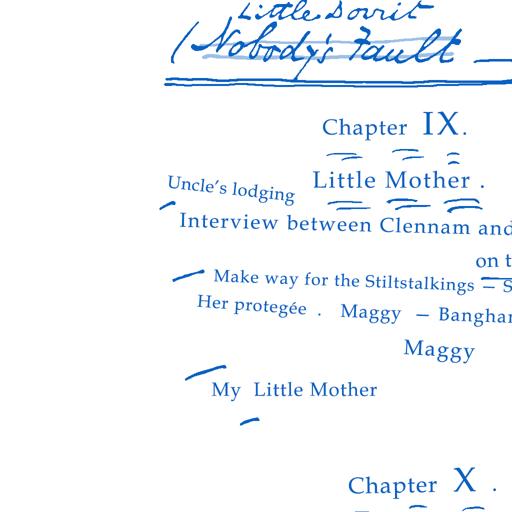 Little Dorrit
(Nobody's Fault
Chapter IX.
Little Mother.
Uncle's lodging
Interview between Clennam and
on t
Make way for the Stiltstalkings – S
Her protegée . Maggy – Bangham
Maggy
My Little Mother
Chapter X .